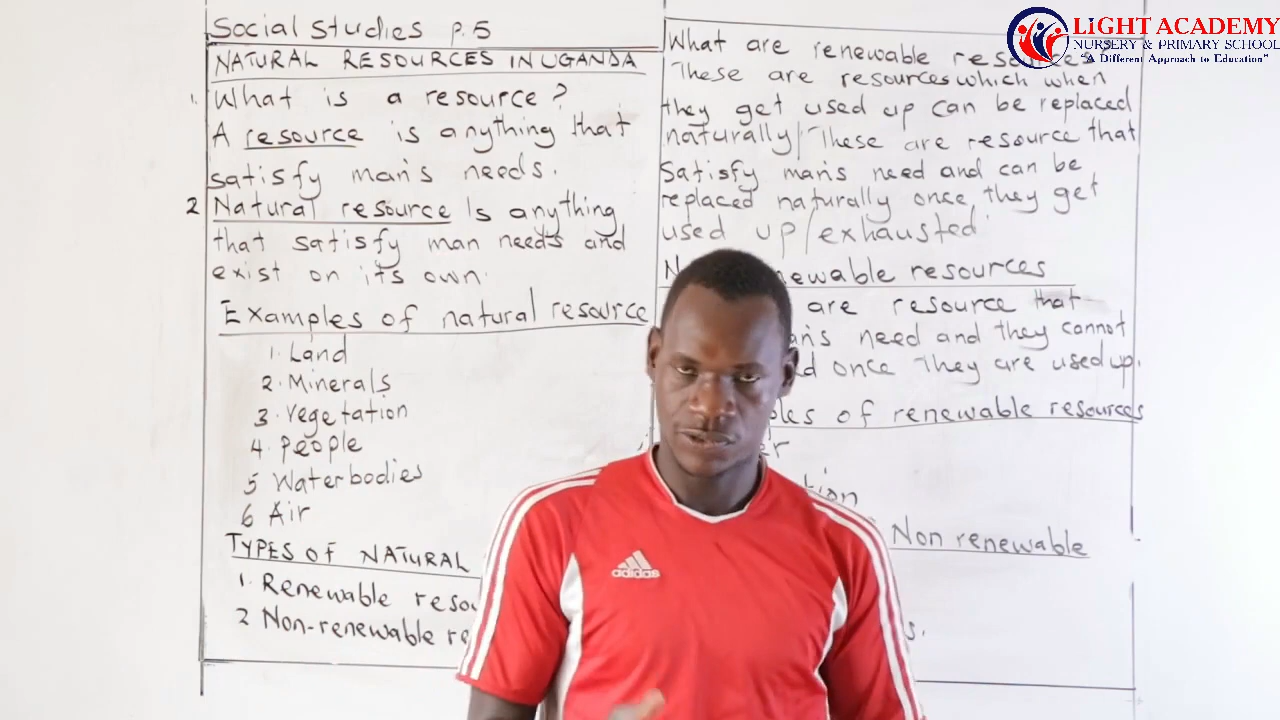 Social Studies p.5
NATURAL RESOURCES IN UGANDA
1. What is a resource?
A resource is anything that
satisfy man's needs.
2 Natural resource Is anything
that satisfy man needs and
exist on its own.
Examples of natural resource
1. Land
2. Minerals
3. Vegetation
4. People
5 Waterbodies
6 Air
TYPES OF NATURAL
1. Renewable
2 Non-renewable
What are renewable
These are resources which when
they get used up can be replaced
naturally/These are resource that
Satisfy man's need and can be
replaced naturally once they get
used up/exhausted
resources
are resource that
need and they cannot
once They are used up.
of renewable resources
Non renewable
adidas
LIGHT ACADEMY
NURSERY & PRIMARY SCHOOL
"A Different Approach to Education"